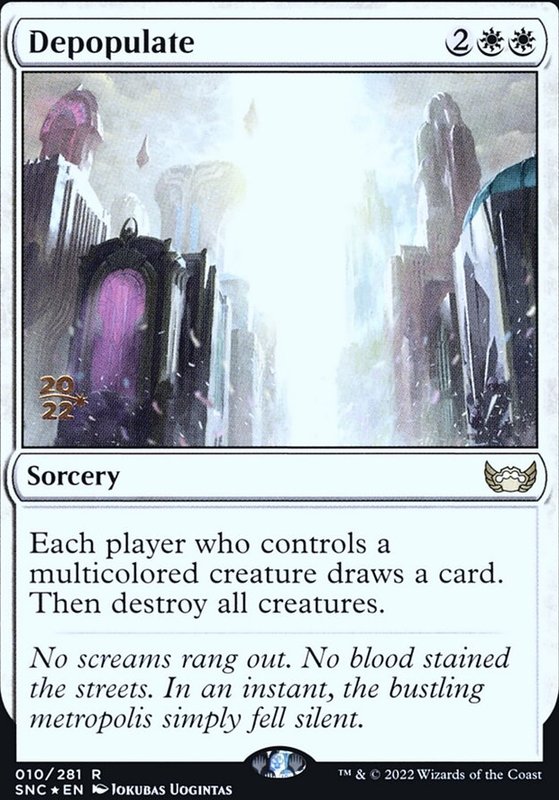 Depopulate 2
20
22
Sorcery
Each player who controls a
multicolored creature draws a card.
Then destroy all creatures.
No screams rang out. No blood stained
the streets. In an instant, the bustling
metropolis simply fell silent.
010/281 R
SNC ★ EN Jokubas Uogintas
™ & © 2022 Wizards of the Coast